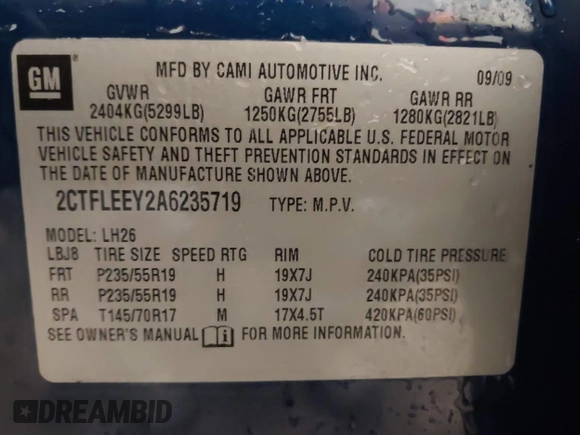 GM
MFD BY CAMI AUTOMOTIVE INC. 09/09
GVWR GAWR FRT GAWR RR
2404KG(5299LB) 1250KG(2755LB) 1280KG(2821LB)
THIS VEHICLE CONFORMS TO ALL APPLICABLE U.S. FEDERAL MOTOR
VEHICLE SAFETY AND THEFT PREVENTION STANDARDS IN EFFECT ON
THE DATE OF MANUFACTURE SHOWN ABOVE.
2CTFLEEY2A6235719 TYPE: M.P.V.
MODEL: LH26
LBJ8 TIRE SIZE SPEED RTG RIM COLD TIRE PRESSURE
FRT P235/55R19 H 19X7J 240KPA(35PSI)
RR P235/55R19 H 19X7J 240KPA(35PSI)
SPA T145/70R17 M 17X4.5T 420KPA(60PSI)
SEE OWNER'S MANUAL i FOR MORE INFORMATION.
DREAMBID